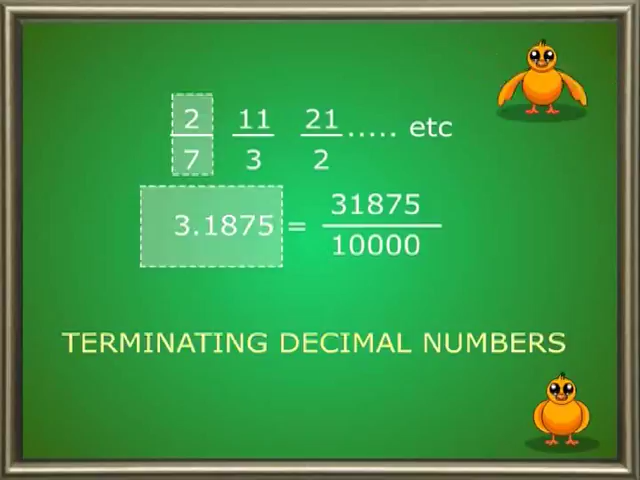 2/7 11/3 21/2 ..... etc
3.1875 = 31875/10000
TERMINATING DECIMAL NUMBERS